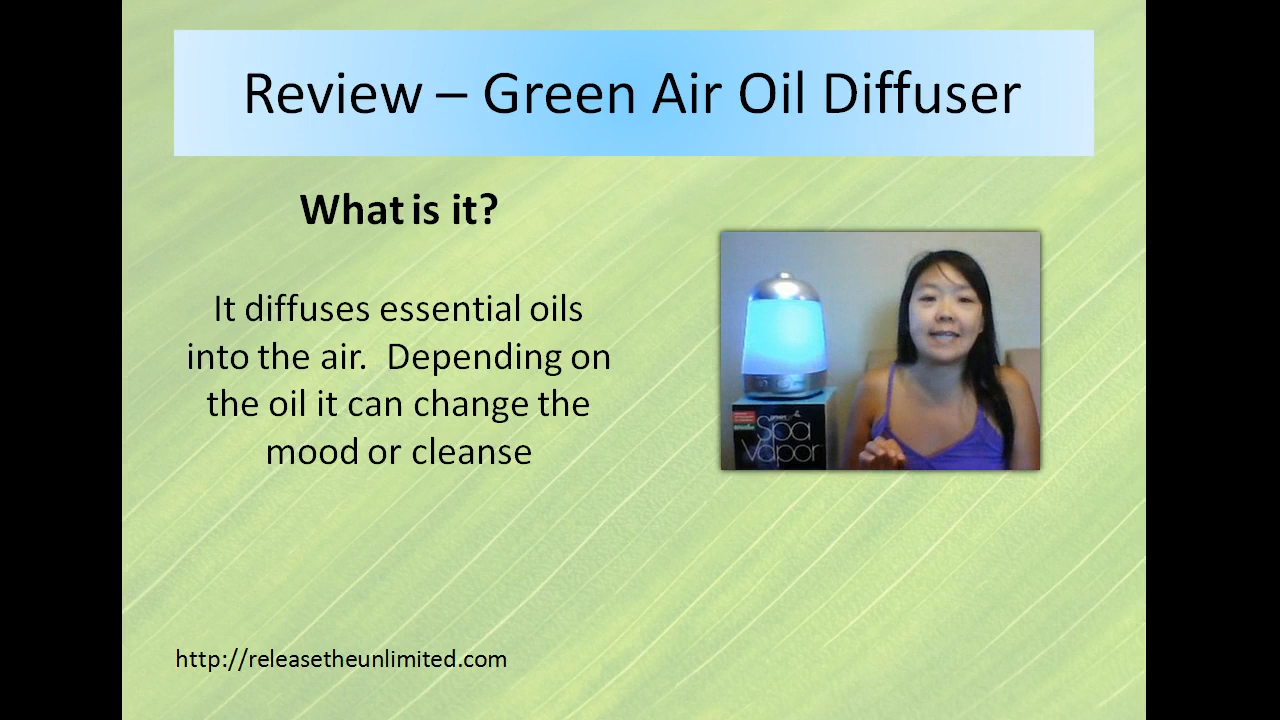 Review – Green Air Oil Diffuser
What is it?
It diffuses essential oils
into the air.  Depending on
the oil it can change the
mood or cleanse
Spa
Vapor
http://releasetheunlimited.com